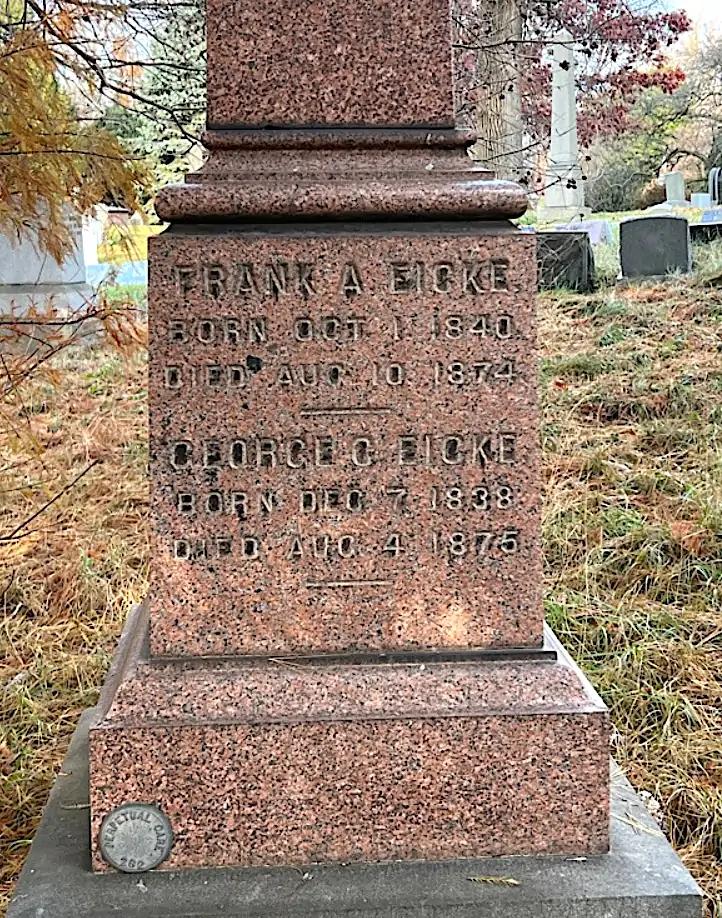 FRANK A EICKE
BORN OCT 1 1840
DIED AUG 10 1874
GEORGE C EICKE
BORN DEC 7 1838
DIED AUG 4 1875
PERPETUAL CARE
262